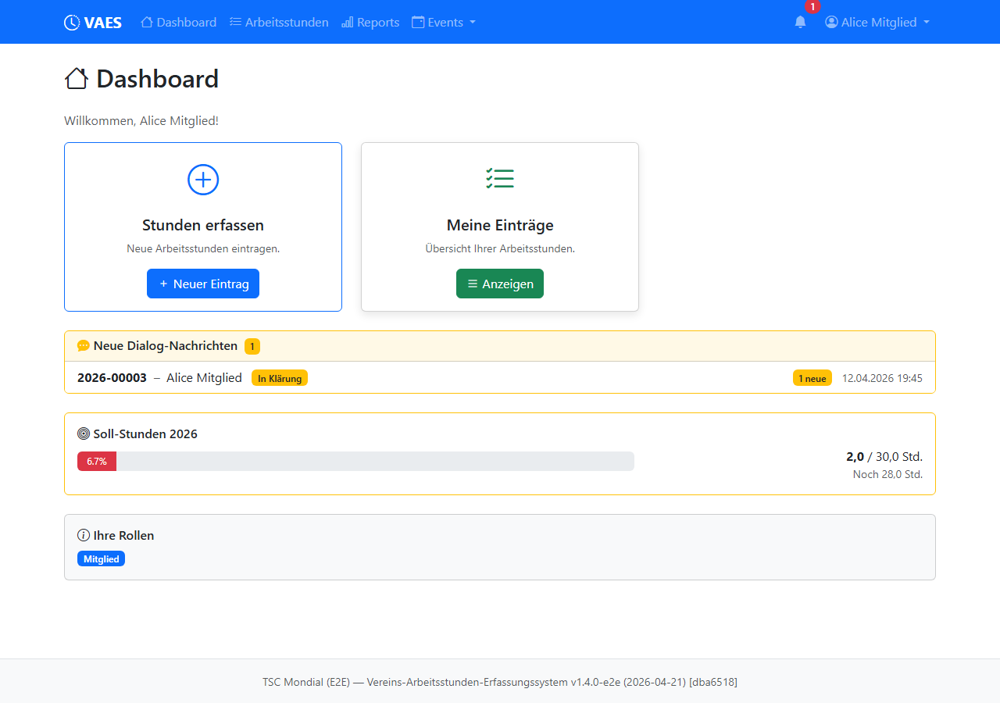 VAES Dashboard Arbeitsstunden Reports Events 1 Alice Mitglied
Dashboard
Willkommen, Alice Mitglied!
Stunden erfassen
Neue Arbeitsstunden eintragen.
+ Neuer Eintrag
Meine Einträge
Übersicht Ihrer Arbeitsstunden.
Anzeigen
Neue Dialog-Nachrichten 1
2026-00003 – Alice Mitglied In Klärung 1 neue 12.04.2026 19:45
Soll-Stunden 2026
6.7% 2,0 / 30,0 Std.
Noch 28,0 Std.
Ihre Rollen
Mitglied
TSC Mondial (E2E) — Vereins-Arbeitsstunden-Erfassungssystem v1.4.0-e2e (2026-04-21) [dba6518]